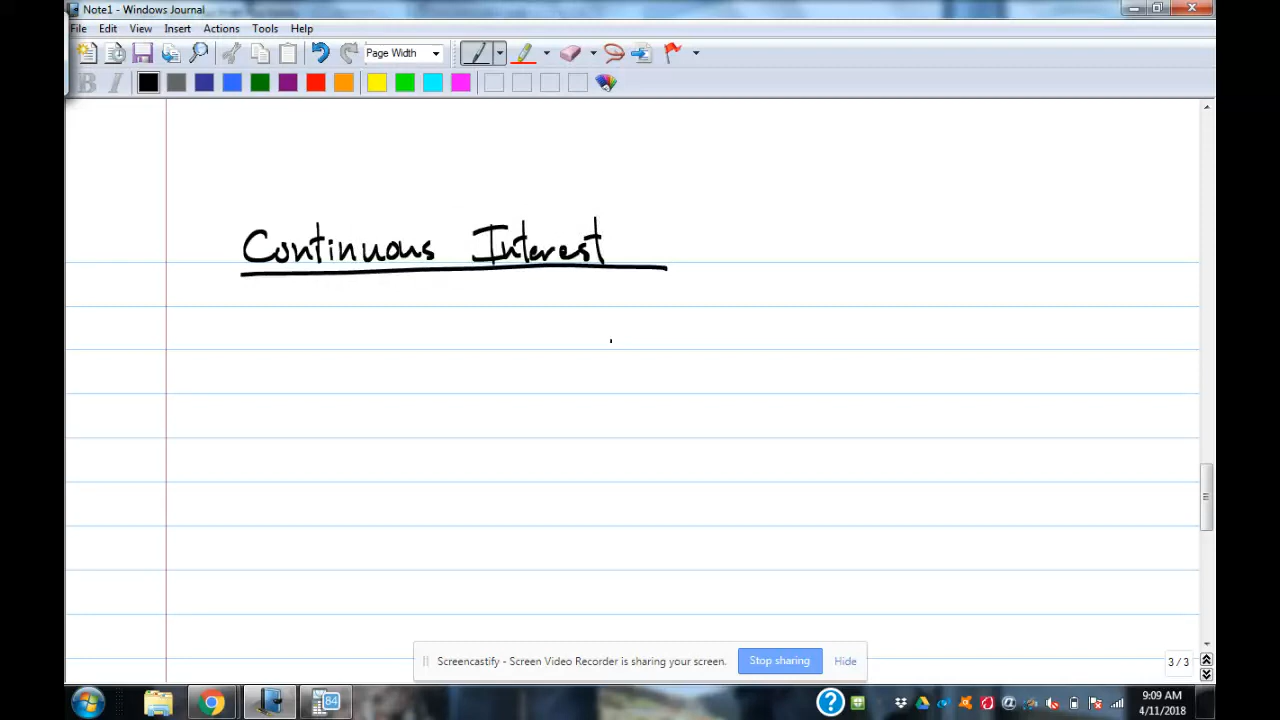 Note1 - Windows Journal
File Edit View Insert Actions Tools Help
Page Width
B I
Continuous Interest
Screencastify - Screen Video Recorder is sharing your screen. Stop sharing Hide
3 / 3
84
9:09 AM
4/11/2018